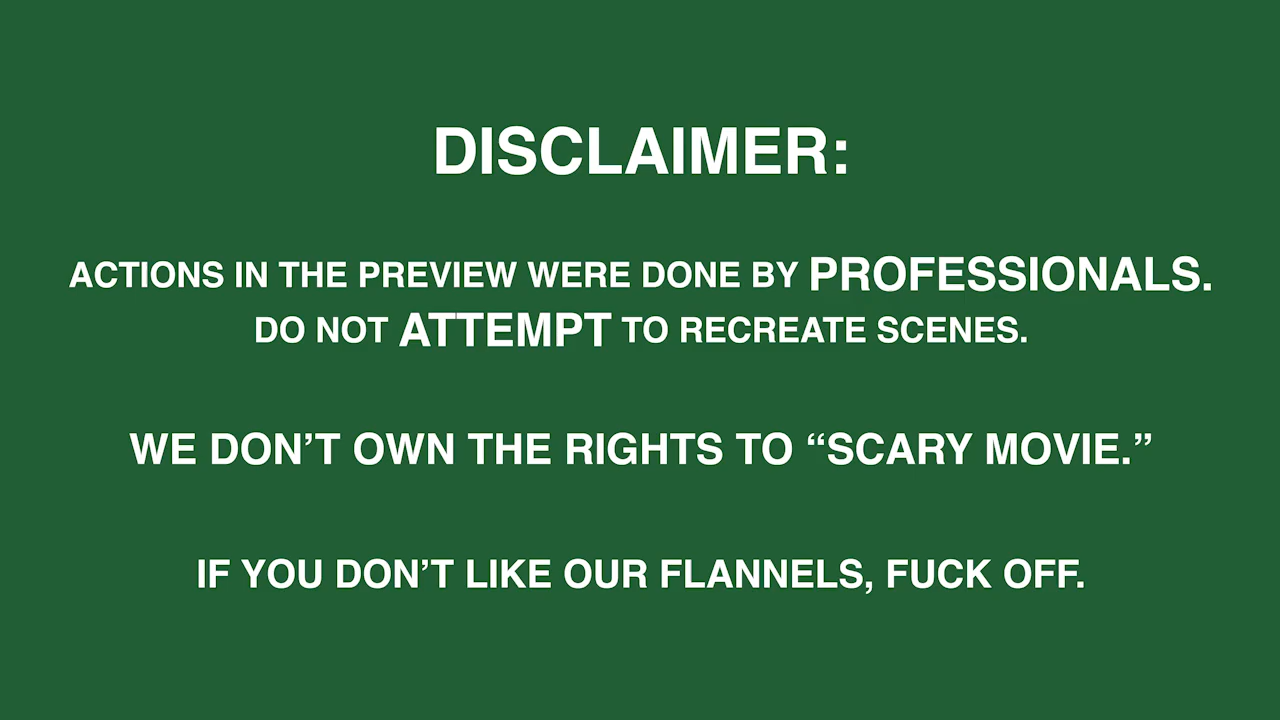 DISCLAIMER:
ACTIONS IN THE PREVIEW WERE DONE BY PROFESSIONALS.
DO NOT ATTEMPT TO RECREATE SCENES.
WE DON’T OWN THE RIGHTS TO “SCARY MOVIE.”
IF YOU DON’T LIKE OUR FLANNELS, FUCK OFF.